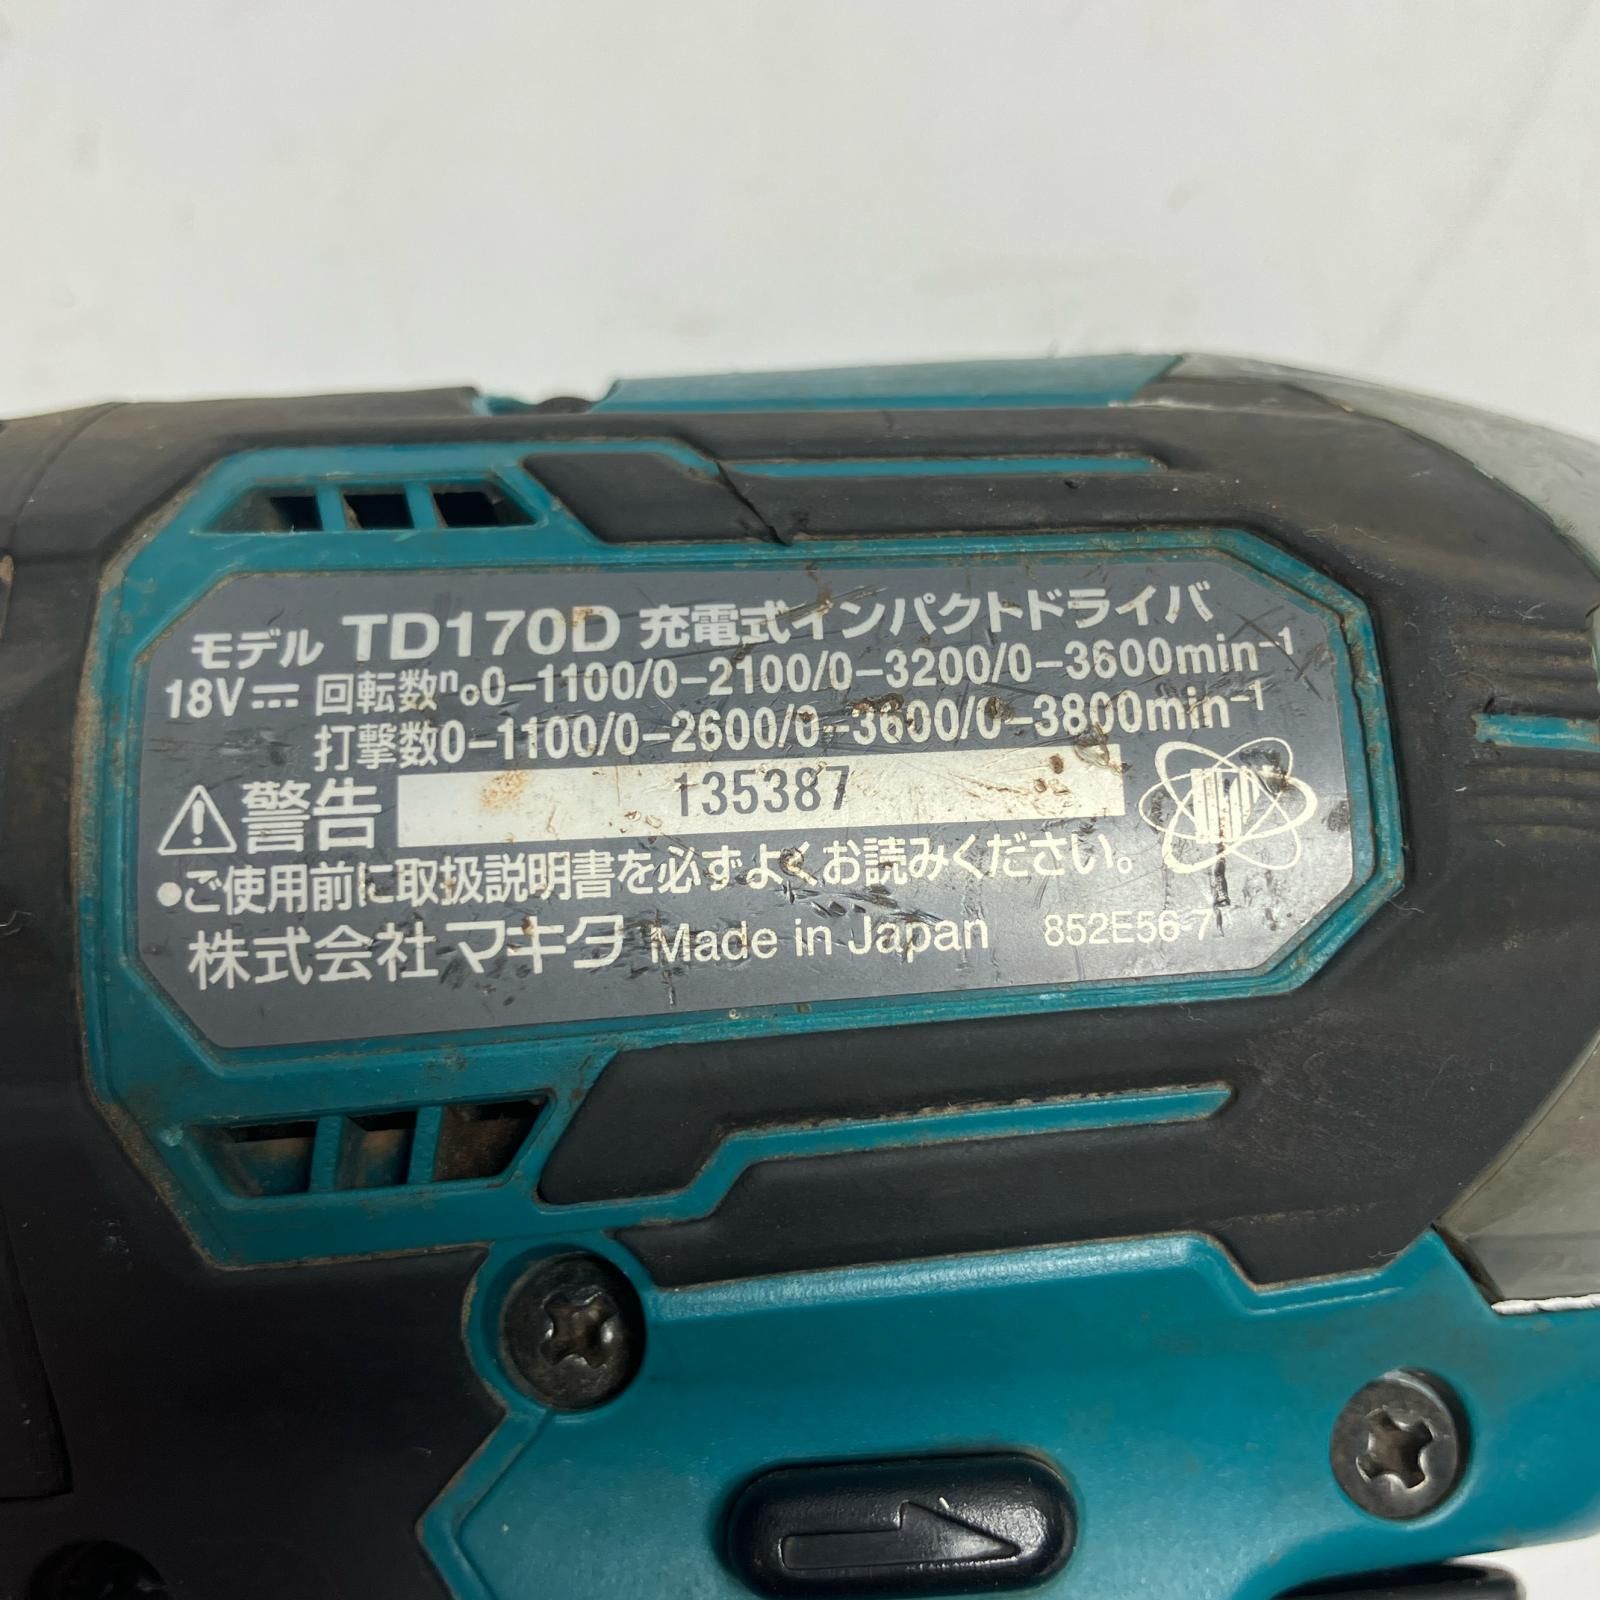 モデル TD170D 充電式インパクトドライバ
18V⎓ 回転数n₀0-1100/0-2100/0-3200/0-3600min⁻¹
打撃数0-1100/0-2600/0-3600/0-3800min⁻¹
⚠警告 135387
●ご使用前に取扱説明書を必ずよくお読みください。
株式会社マキタ Made in Japan 852E56-7